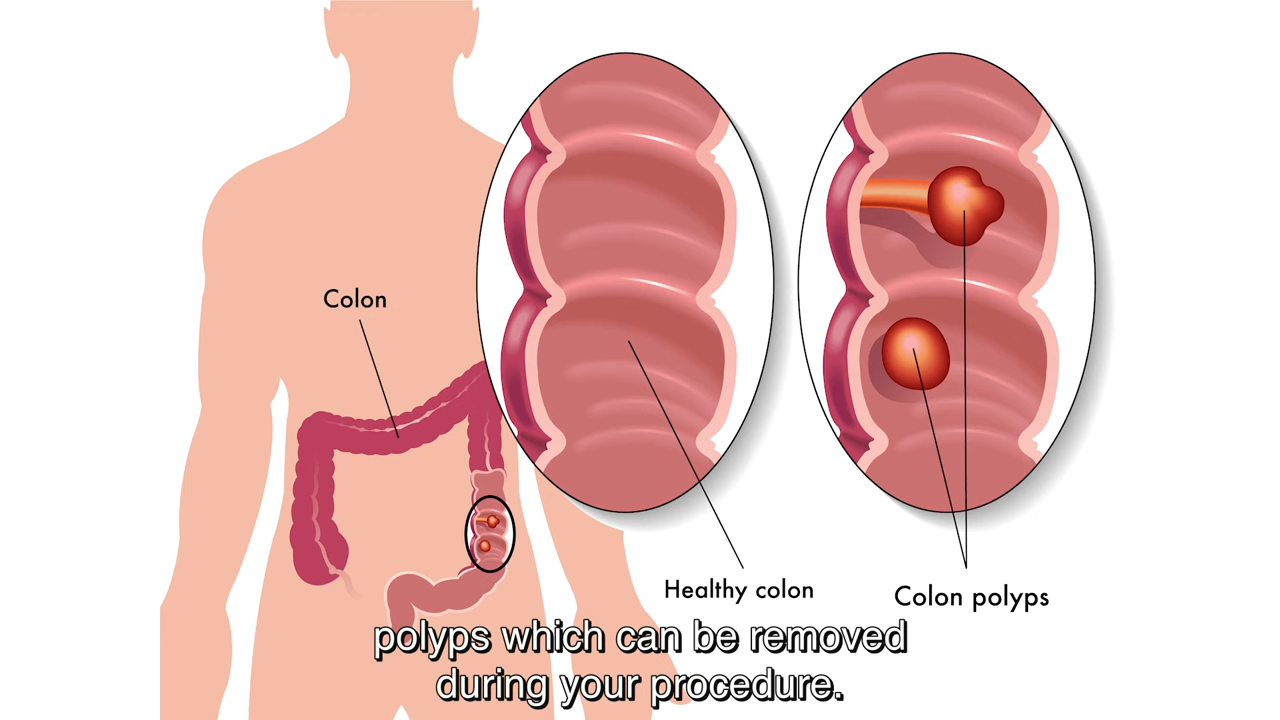 Colon
Healthy colon
Colon polyps
polyps which can be removed
during your procedure.